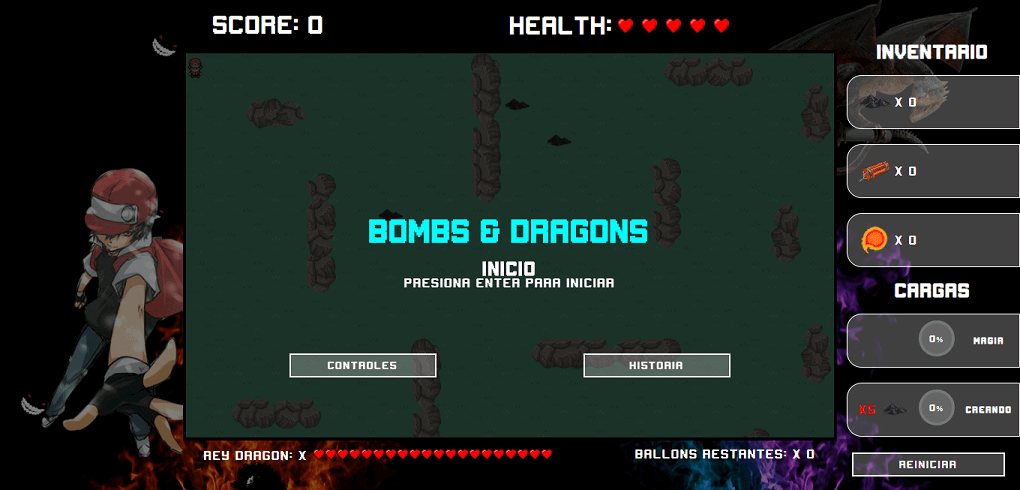 SCORE: 0
HEALTH:
INVENTARIO
X 0
X 0
X 0
BOMBS & DRAGONS
INICIO
PRESIONA ENTER PARA INICIAR
CONTROLES
HISTORIA
CARGAS
0% MAGIA
X5 0% CREANDO
REY DRAGON: X
BALLONS RESTANTES: X 0
REINICIAR